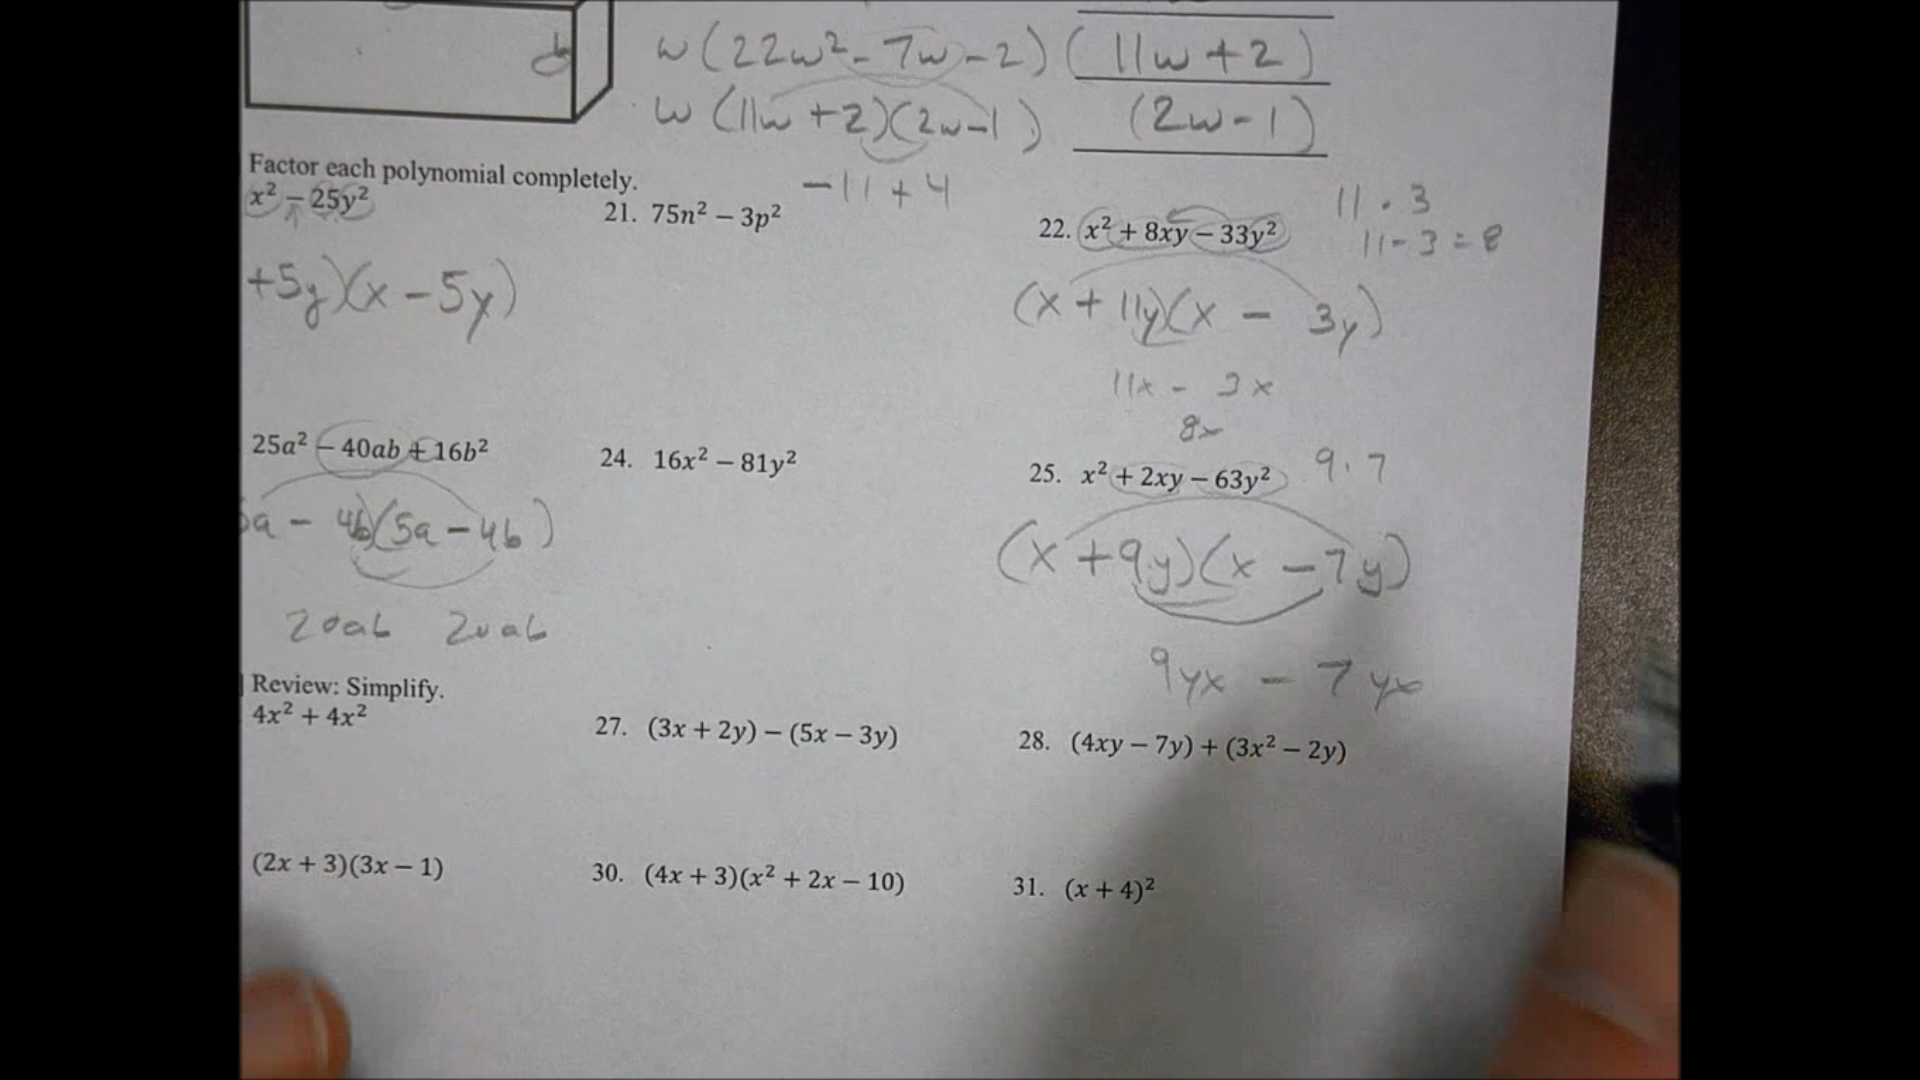 w(22w² - 7w - 2) (11w + 2)
w(11w + 2)(2w - 1) (2w - 1)
Factor each polynomial completely.
-11 + 4
x² − 25y²
21. 75n² − 3p²
22. x² + 8xy − 33y²
11 · 3
11 - 3 = 8
+5y)(x - 5y)
(x + 11y)(x - 3y)
11x - 3x
8x
25a² − 40ab + 16b²
24. 16x² − 81y²
25. x² + 2xy − 63y²
9 · 7
a - 4b)(5a - 4b)
(x + 9y)(x - 7y)
20ab 20ab
9yx - 7yx
Review: Simplify.
4x² + 4x²
27. (3x + 2y) − (5x − 3y)
28. (4xy − 7y) + (3x² − 2y)
(2x + 3)(3x − 1)
30. (4x + 3)(x² + 2x − 10)
31. (x + 4)²